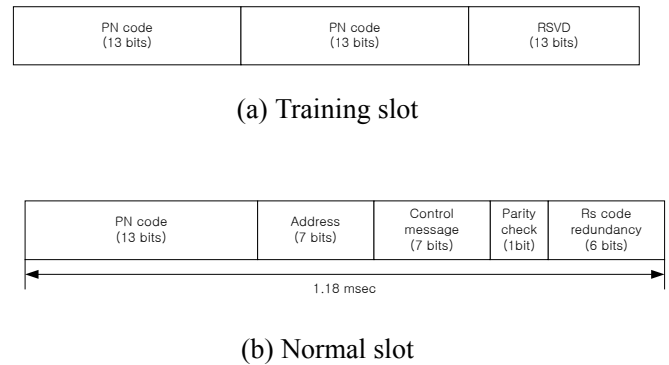 PN code
(13 bits)
PN code
(13 bits)
RSVD
(13 bits)
(a) Training slot
PN code
(13 bits)
Address
(7 bits)
Control
message
(7 bits)
Parity
check
(1bit)
Rs code
redundancy
(6 bits)
1.18 msec
(b) Normal slot